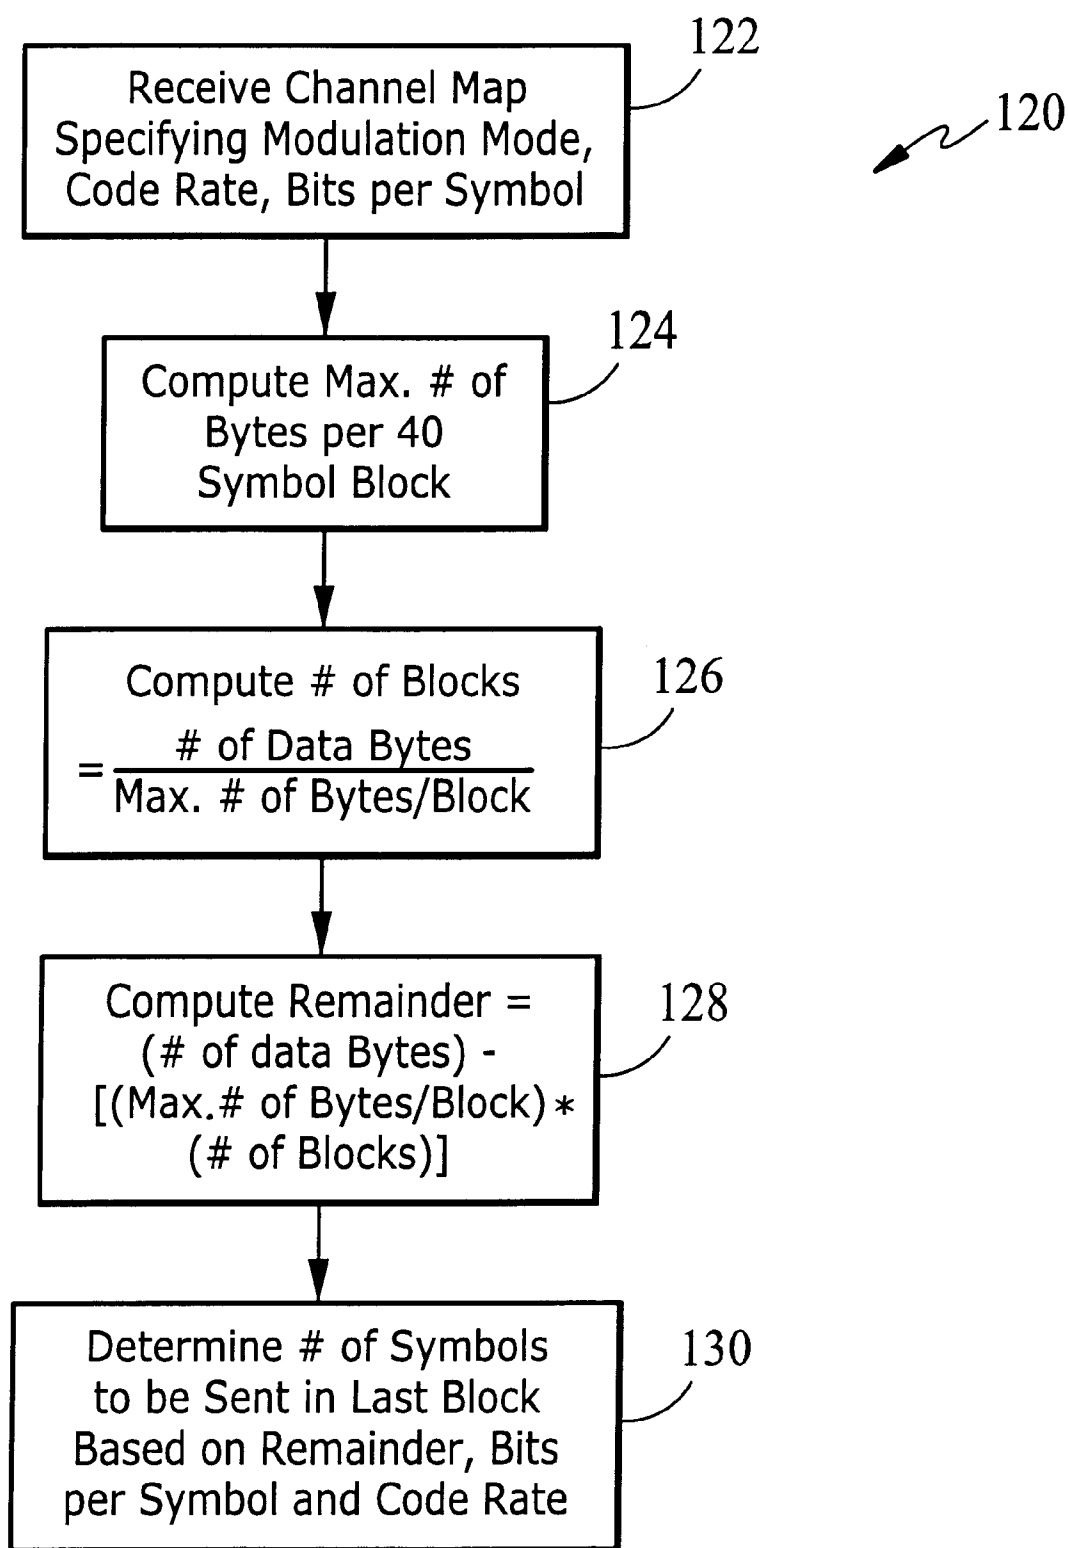 122
Receive Channel Map
Specifying Modulation Mode,
Code Rate, Bits per Symbol
120
124
Compute Max. # of
Bytes per 40
Symbol Block
126
Compute # of Blocks
= # of Data Bytes
Max. # of Bytes/Block
128
Compute Remainder =
(# of data Bytes) -
[(Max.# of Bytes/Block) *
(# of Blocks)]
130
Determine # of Symbols
to be Sent in Last Block
Based on Remainder, Bits
per Symbol and Code Rate